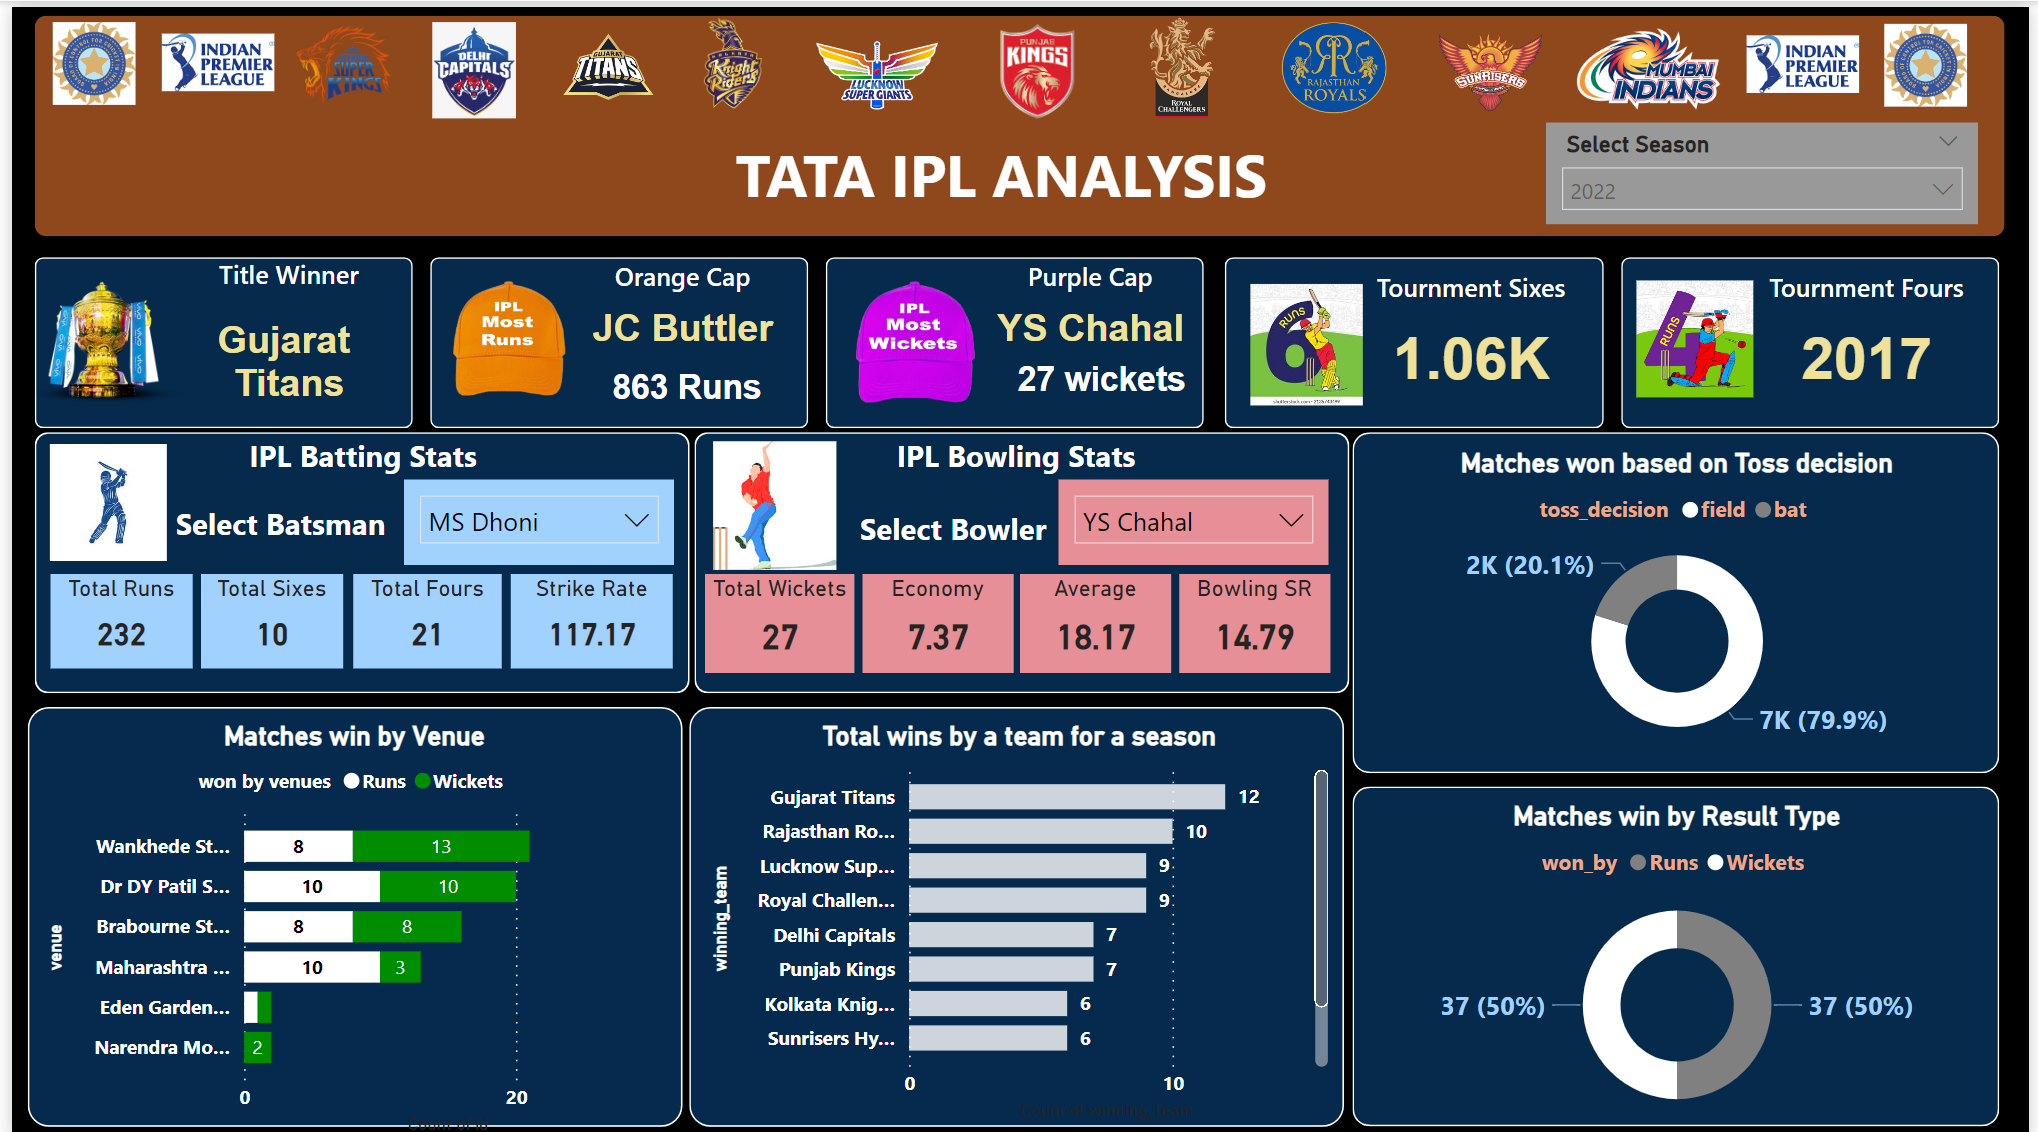 INDIAN
PREMIER
LEAGUE
SUPER
KINGS
DELHI
CAPITALS
GUJARAT
TITANS
KOLKATA
Knight
Riders
LUCKNOW
SUPER GIANTS
PUNJAB
KINGS
ROYAL
CHALLENGERS
RR
RAJASTHAN
ROYALS
SUNRISERS
MUMBAI
INDIANS
INDIAN
PREMIER
LEAGUE
TATA IPL ANALYSIS
Select Season
2022
Title Winner
Gujarat
Titans
IPL
Most
Runs
Orange Cap
JC Buttler
863 Runs
IPL
Most
Wickets
Purple Cap
YS Chahal
27 wickets
6
RUNS
Tournment Sixes
1.06K
4
RUNS
Tournment Fours
2017
IPL Batting Stats
Select Batsman
MS Dhoni
Total Runs
232
Total Sixes
10
Total Fours
21
Strike Rate
117.17
IPL Bowling Stats
Select Bowler
YS Chahal
Total Wickets
27
Economy
7.37
Average
18.17
Bowling SR
14.79
Matches won based on Toss decision
toss_decision field bat
2K (20.1%)
7K (79.9%)
Matches win by Venue
won by venues Runs Wickets
venue
Wankhede St... 8 13
Dr DY Patil S... 10 10
Brabourne St... 8 8
Maharashtra ... 10 3
Eden Garden...
Narendra Mo... 2
0 20
Total wins by a team for a season
winning_team
Gujarat Titans 12
Rajasthan Ro... 10
Lucknow Sup... 9
Royal Challen... 9
Delhi Capitals 7
Punjab Kings 7
Kolkata Knig... 6
Sunrisers Hy... 6
0 10
Count of winning_team
Matches win by Result Type
won_by Runs Wickets
37 (50%)
37 (50%)